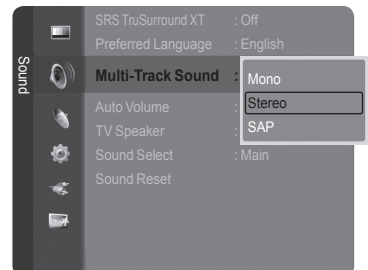 Sound
SRS TruSurround XT : Off
Preferred Language : English
Multi-Track Sound :
Mono
Stereo
SAP
Auto Volume :
TV Speaker :
Sound Select : Main
Sound Reset